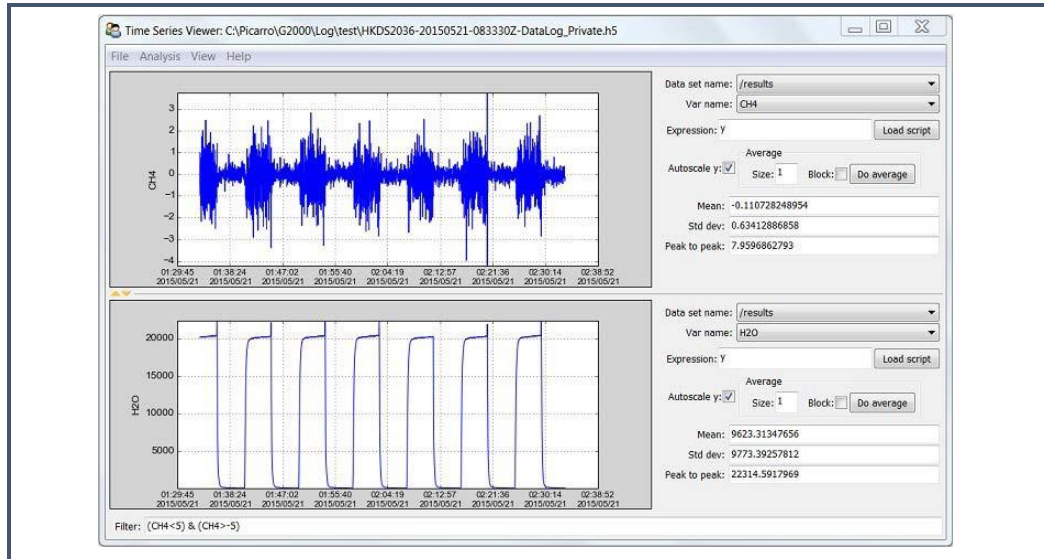 Time Series Viewer: C:\Picarro\G2000\Log\test\HKDS2036-20150521-083330Z-DataLog_Private.h5
File Analysis View Help
3
2
1
0
−1
−2
−3
−4
CH4
01:29:45 01:38:24 01:47:02 01:55:40 02:04:19 02:12:57 02:21:36 02:30:14 02:38:52
2015/05/21 2015/05/21 2015/05/21 2015/05/21 2015/05/21 2015/05/21 2015/05/21 2015/05/21 2015/05/21
Data set name: /results
Var name: CH4
Expression: y Load script
Average
Autoscale y: Size: 1 Block: Do average
Mean: -0.110728248954
Std dev: 0.63412886858
Peak to peak: 7.9596862793
20000
15000
10000
5000
H2O
01:29:45 01:38:24 01:47:02 01:55:40 02:04:19 02:12:57 02:21:36 02:30:14 02:38:52
2015/05/21 2015/05/21 2015/05/21 2015/05/21 2015/05/21 2015/05/21 2015/05/21 2015/05/21 2015/05/21
Data set name: /results
Var name: H2O
Expression: y Load script
Average
Autoscale y: Size: 1 Block: Do average
Mean: 9623.31347656
Std dev: 9773.39257812
Peak to peak: 22314.5917969
Filter: (CH4<5) & (CH4>-5)